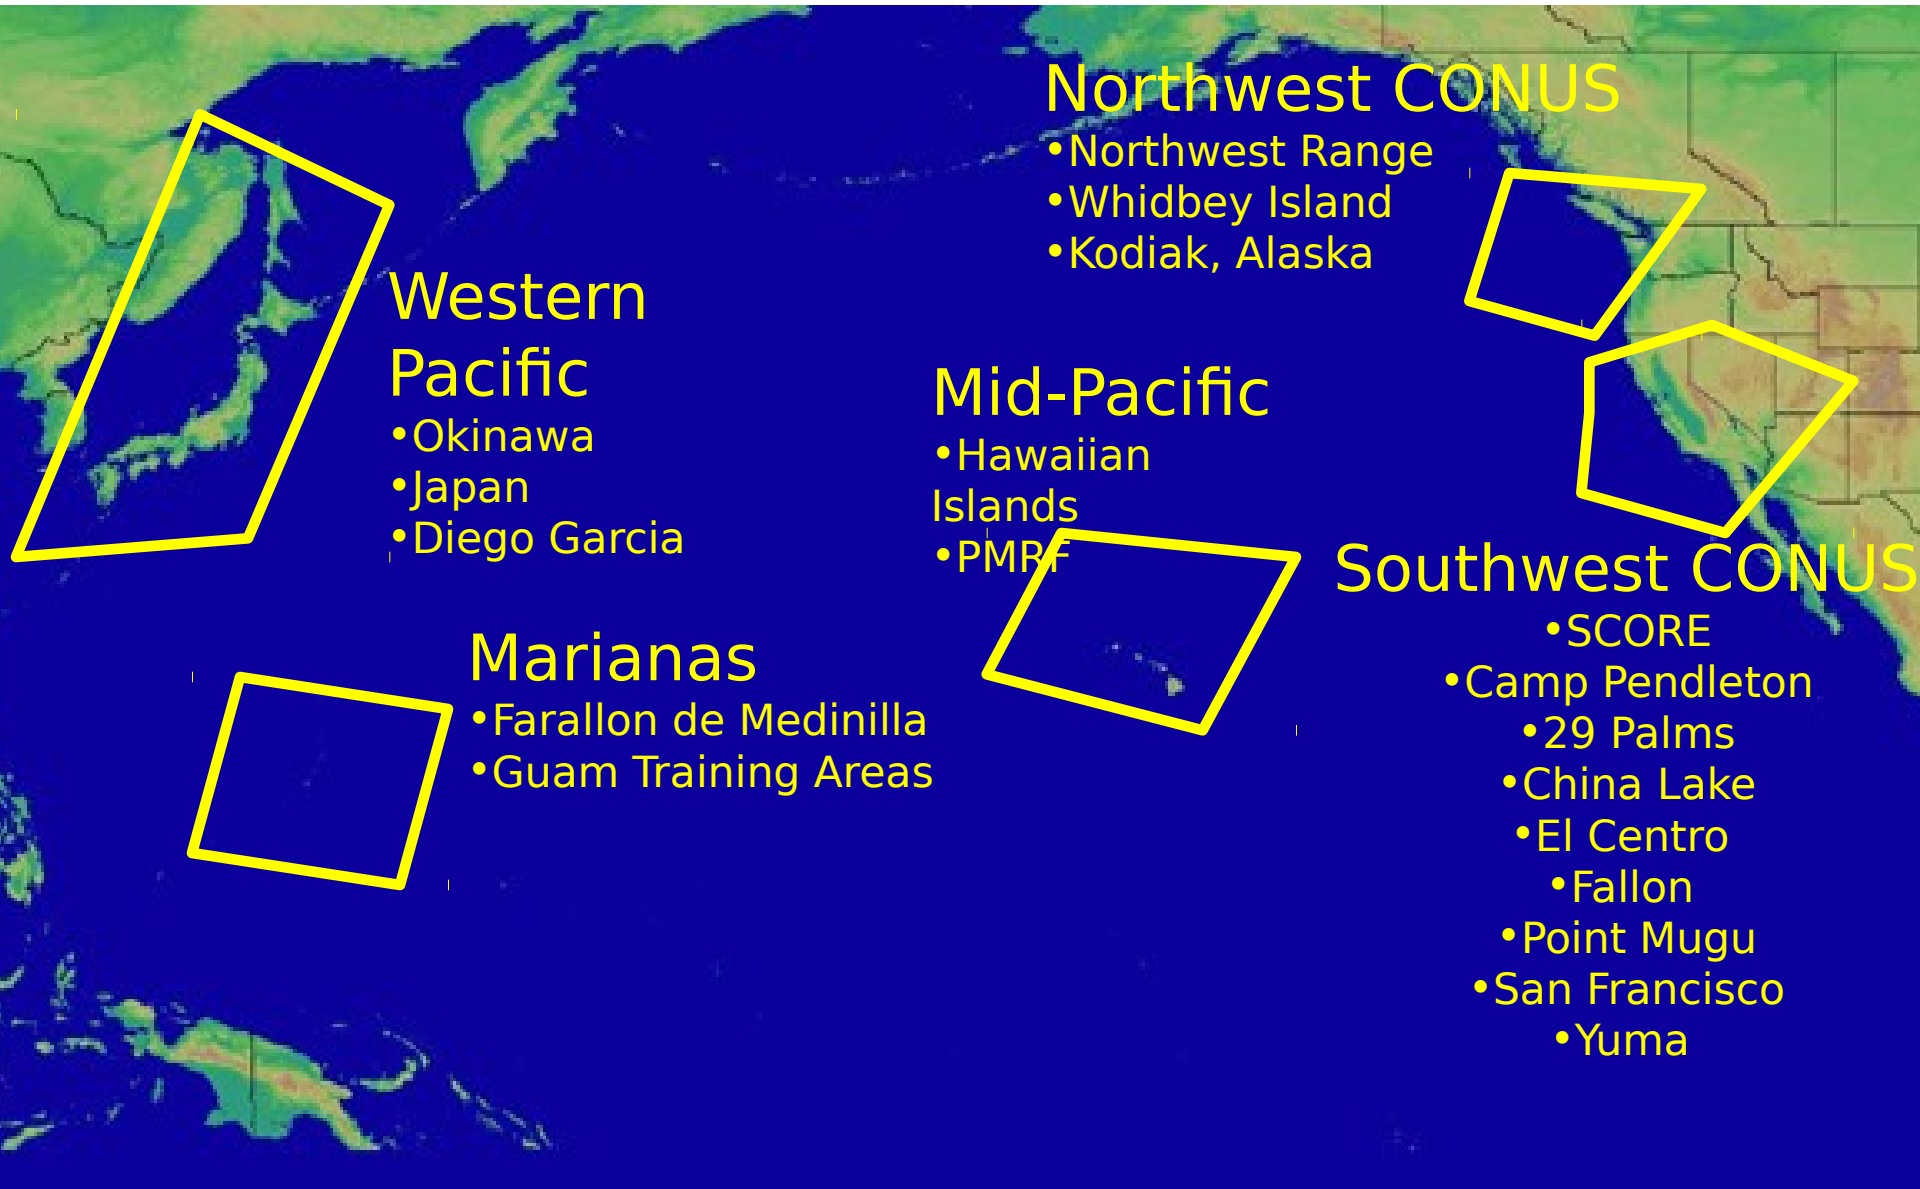 Northwest CONUS
•Northwest Range
•Whidbey Island
•Kodiak, Alaska
Western
Pacific
•Okinawa
•Japan
•Diego Garcia
Mid-Pacific
•Hawaiian
Islands
•PMRF
Southwest CONUS
•SCORE
•Camp Pendleton
•29 Palms
•China Lake
•El Centro
•Fallon
•Point Mugu
•San Francisco
•Yuma
Marianas
•Farallon de Medinilla
•Guam Training Areas